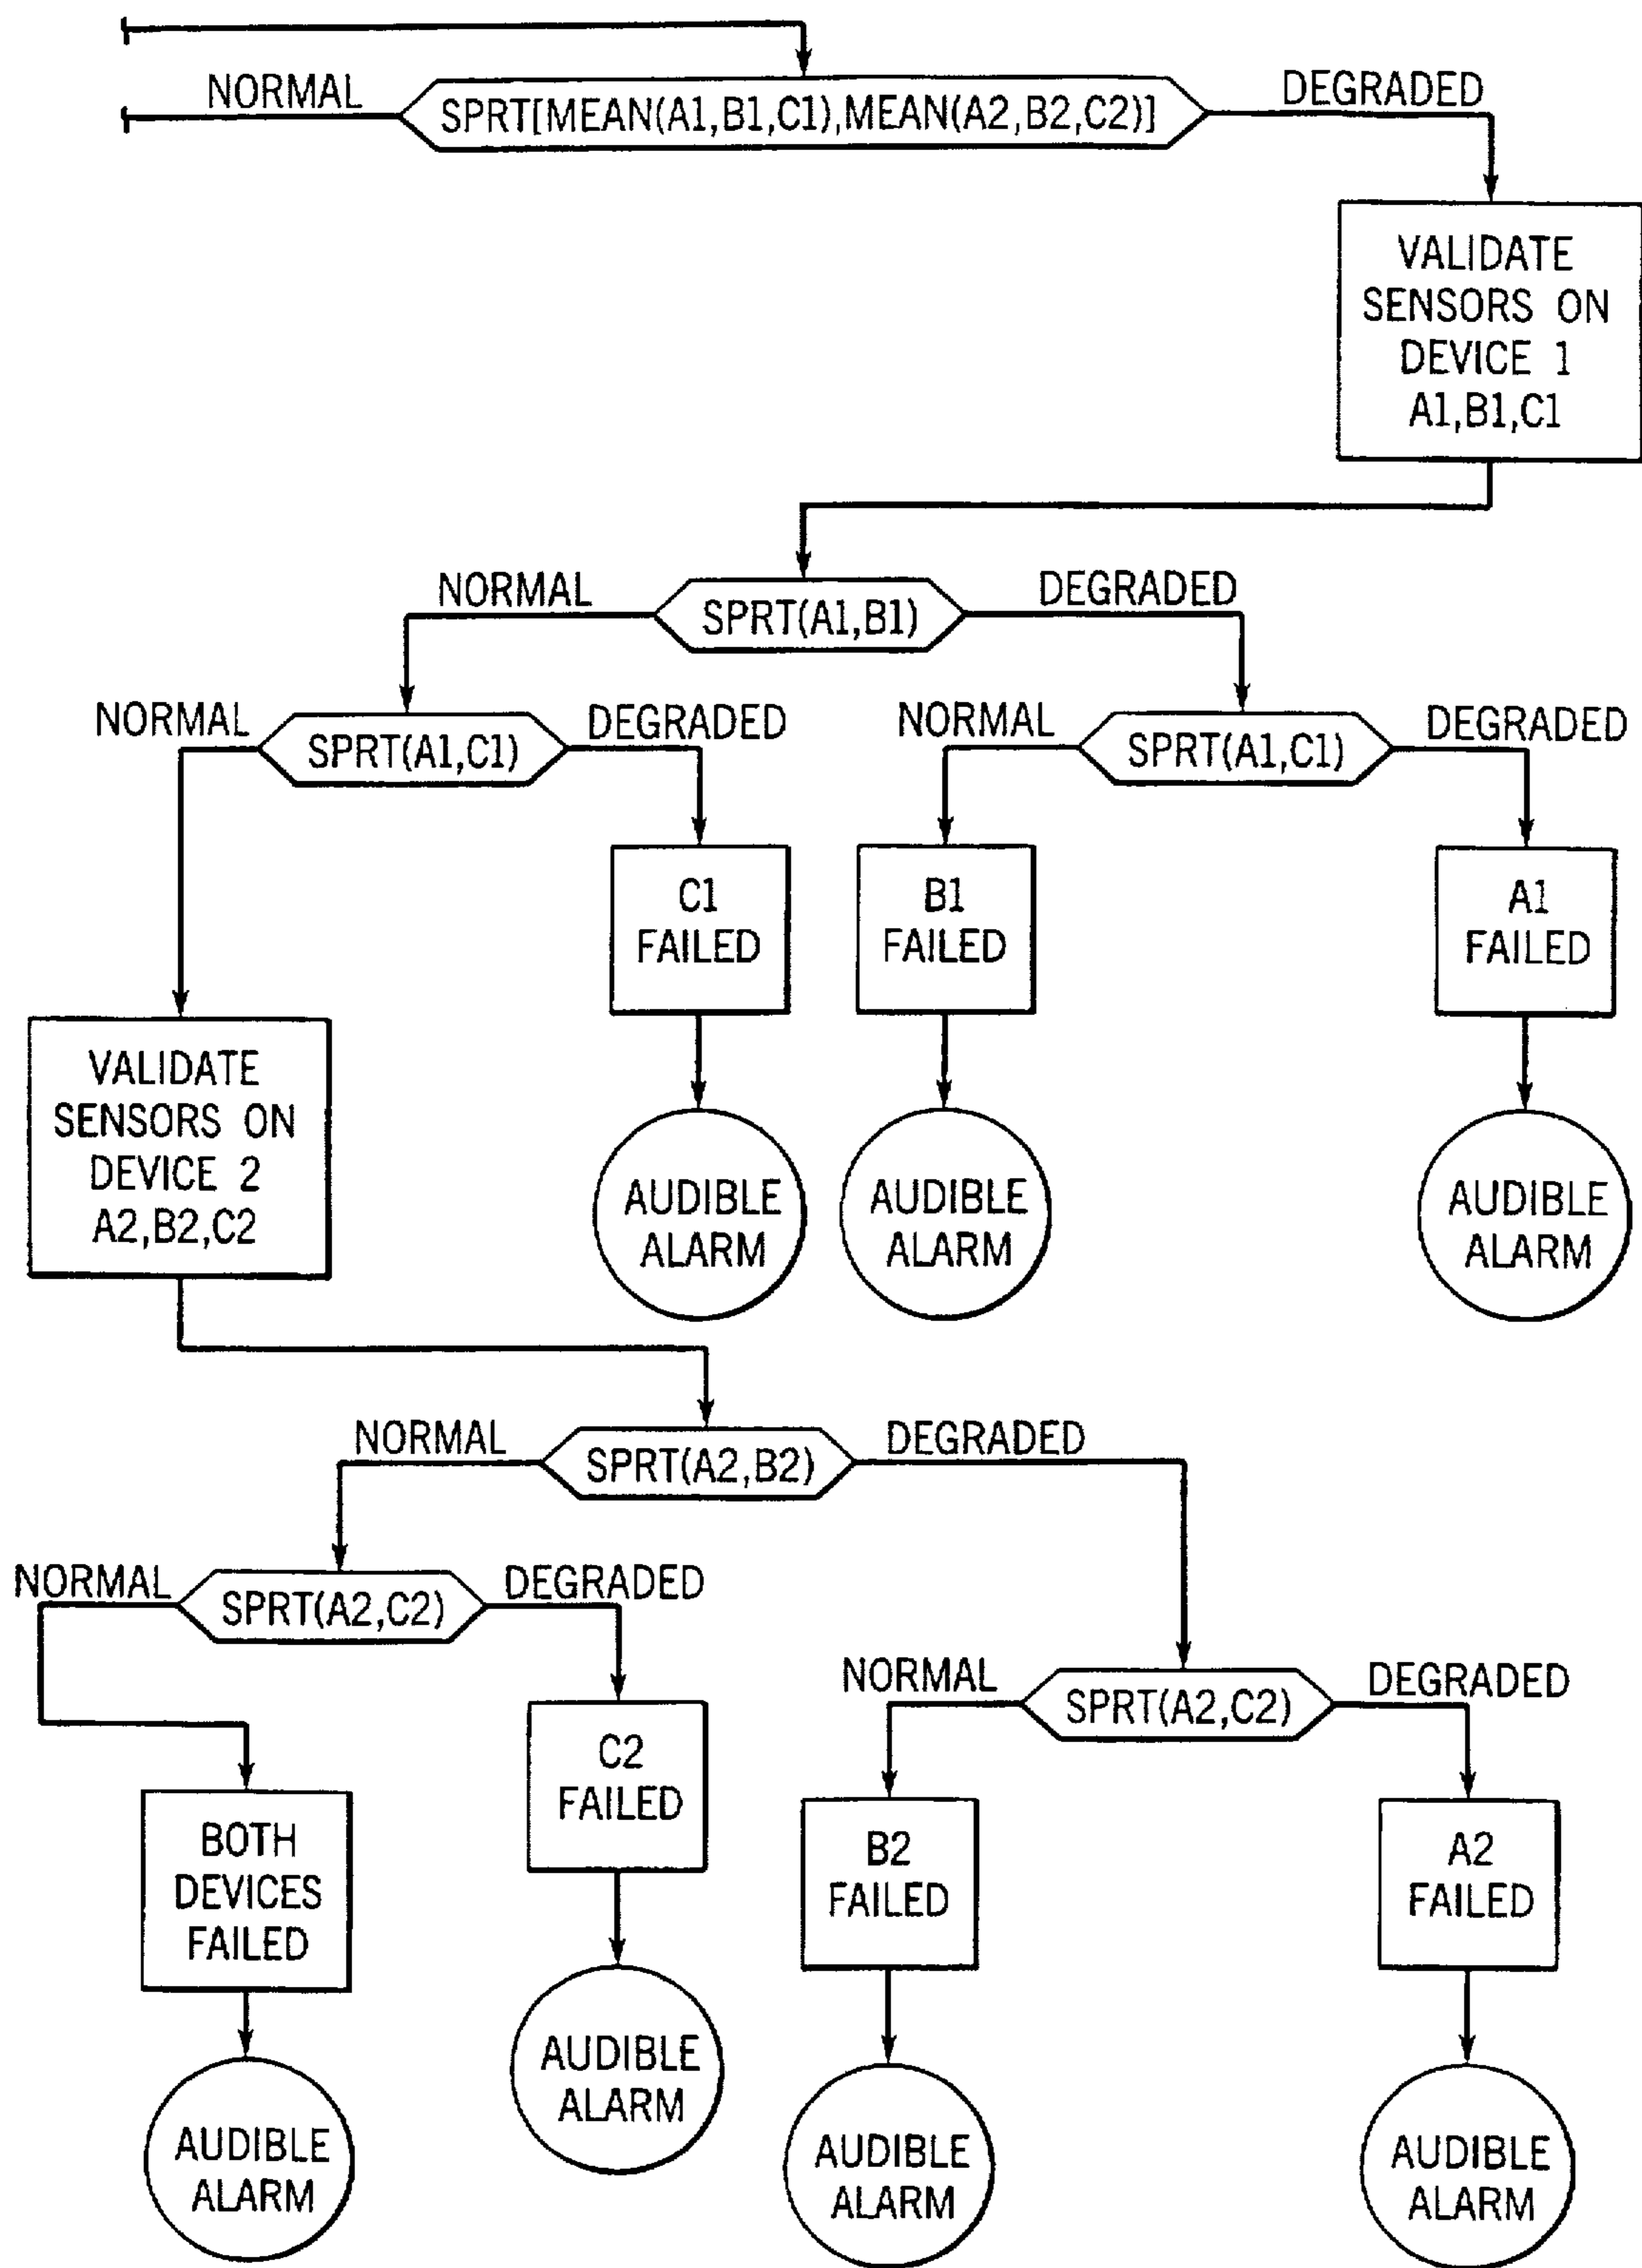 NORMAL
SPRT[MEAN(A1,B1,C1),MEAN(A2,B2,C2)]
DEGRADED
VALIDATE
SENSORS ON
DEVICE 1
A1,B1,C1
NORMAL
SPRT(A1,B1)
DEGRADED
NORMAL
SPRT(A1,C1)
DEGRADED
NORMAL
SPRT(A1,C1)
DEGRADED
C1
FAILED
B1
FAILED
A1
FAILED
VALIDATE
SENSORS ON
DEVICE 2
A2,B2,C2
AUDIBLE
ALARM
AUDIBLE
ALARM
AUDIBLE
ALARM
NORMAL
SPRT(A2,B2)
DEGRADED
NORMAL
SPRT(A2,C2)
DEGRADED
NORMAL
SPRT(A2,C2)
DEGRADED
BOTH
DEVICES
FAILED
C2
FAILED
B2
FAILED
A2
FAILED
AUDIBLE
ALARM
AUDIBLE
ALARM
AUDIBLE
ALARM
AUDIBLE
ALARM